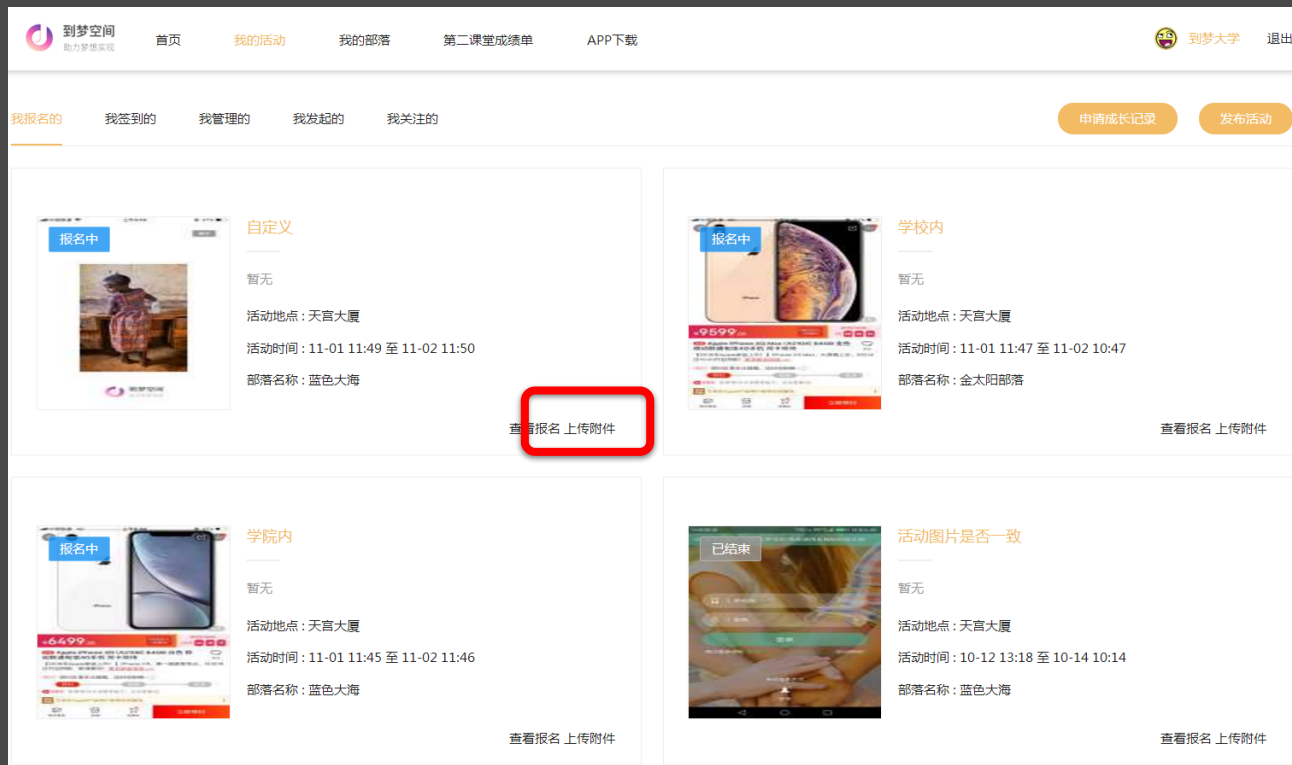 到梦空间
助力梦想实现
首页 我的活动 我的部落 第二课堂成绩单 APP下载 到梦大学 退出
我报名的 我签到的 我管理的 我发起的 我关注的 申请成长记录 发布活动
报名中
自定义
暂无
活动地点 : 天宫大厦
活动时间 : 11-01 11:49 至 11-02 11:50
部落名称 : 蓝色大海
到梦空间
查看报名 上传附件
报名中
学校内
暂无
活动地点 : 天宫大厦
活动时间 : 11-01 11:47 至 11-02 10:47
部落名称 : 金太阳部落
9599
查看报名 上传附件
报名中
学院内
暂无
活动地点 : 天宫大厦
活动时间 : 11-01 11:45 至 11-02 11:46
部落名称 : 蓝色大海
6499
查看报名 上传附件
已结束
活动图片是否一致
暂无
活动地点 : 天宫大厦
活动时间 : 10-12 13:18 至 10-14 10:14
部落名称 : 蓝色大海
查看报名 上传附件